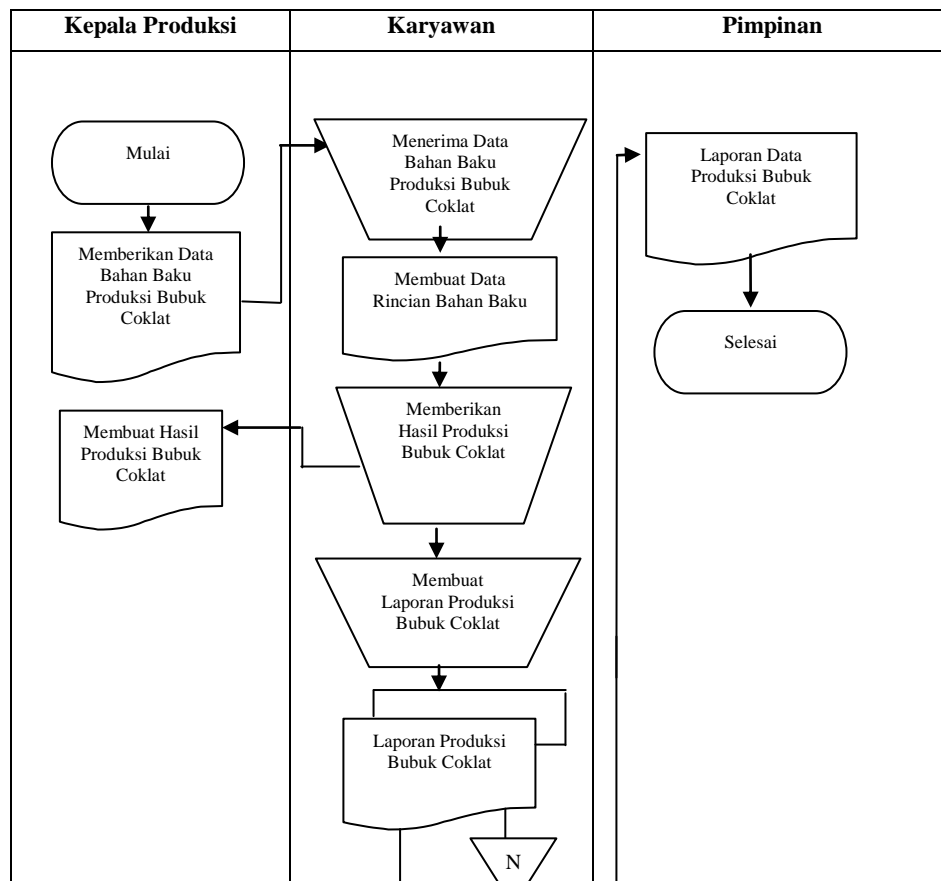 Kepala Produksi
Karyawan
Pimpinan
Mulai
Memberikan Data
Bahan Baku
Produksi Bubuk
Coklat
Membuat Hasil
Produksi Bubuk
Coklat
Menerima Data
Bahan Baku
Produksi Bubuk
Coklat
Membuat Data
Rincian Bahan Baku
Memberikan
Hasil Produksi
Bubuk Coklat
Membuat
Laporan Produksi
Bubuk Coklat
Laporan Produksi
Bubuk Coklat
N
Laporan Data
Produksi Bubuk
Coklat
Selesai